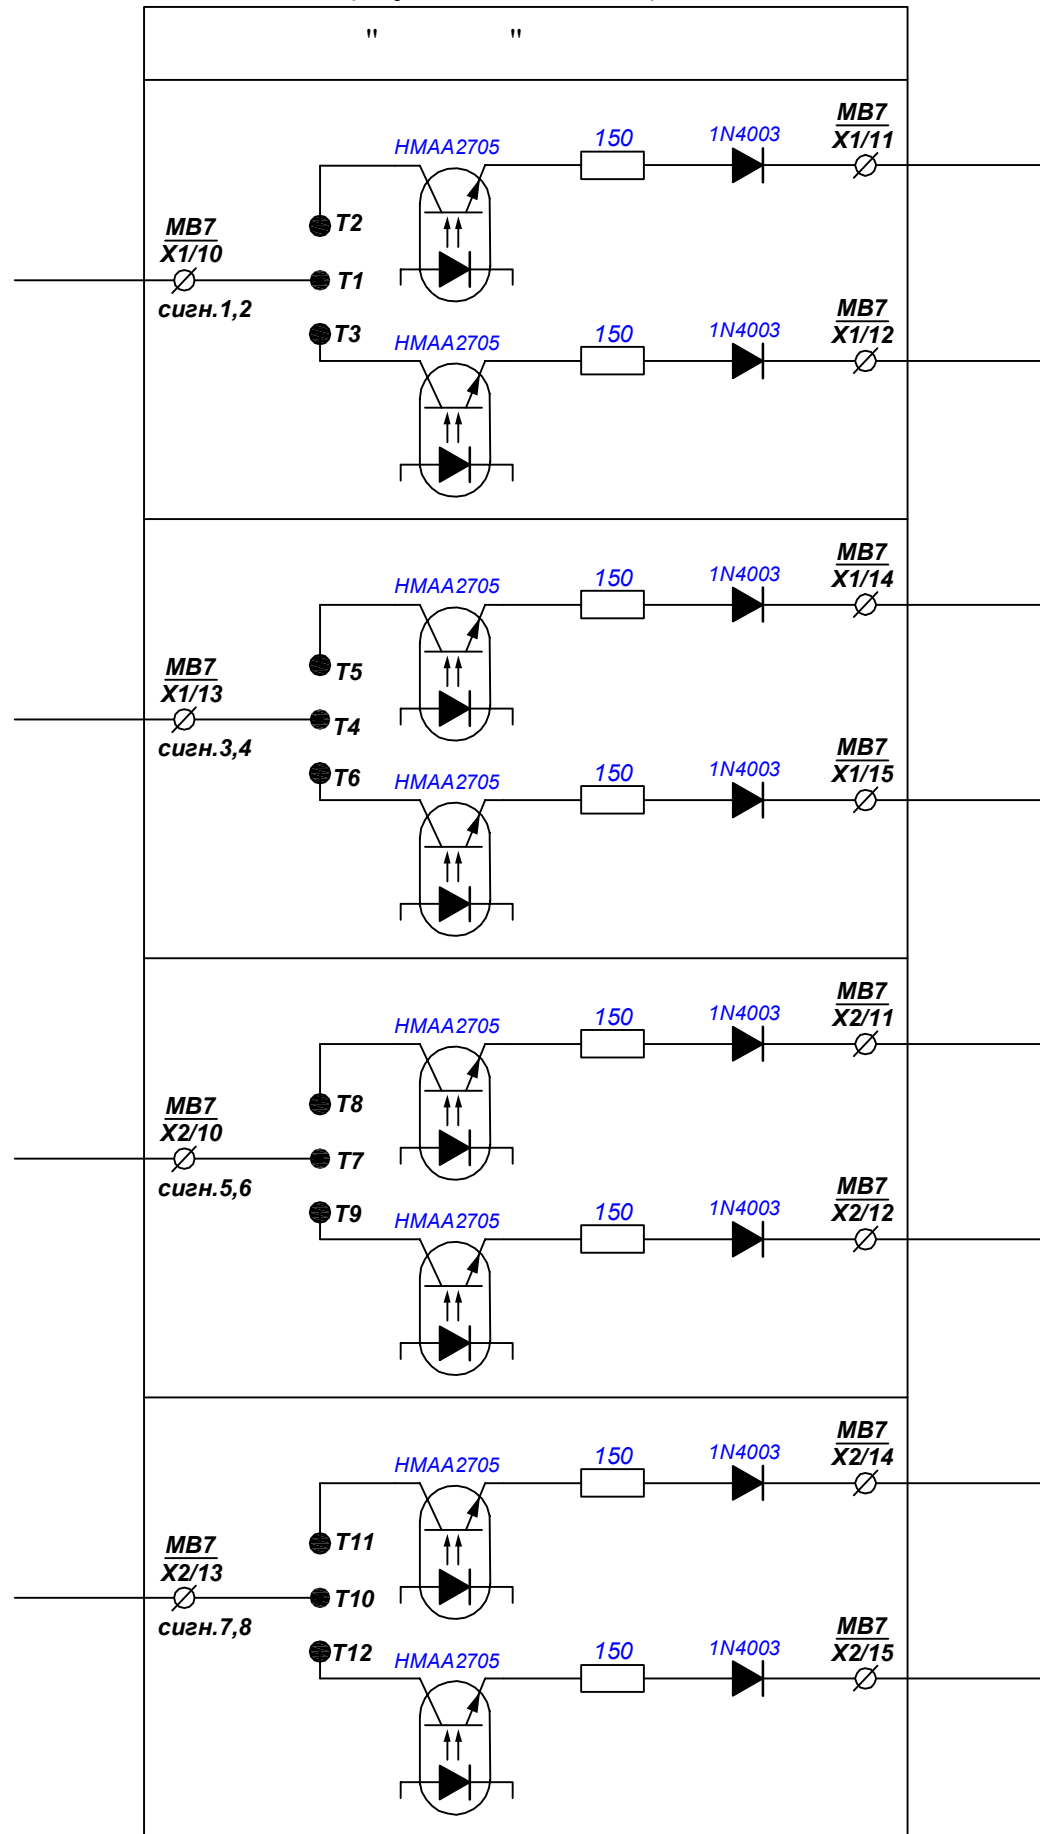 " "
MB7
150
1N4003
HMAA2705
X1/11
T2
MB7
X1/10
T1
сигн.1,2
MB7
T3
150
1N4003
HMAA2705
X1/12
MB7
150
1N4003
HMAA2705
X1/14
MB7
T5
X1/13
T4
сигн.3,4
MB7
T6
150
1N4003
HMAA2705
X1/15
MB7
150
1N4003
HMAA2705
X2/11
T8
MB7
X2/10
T7
сигн.5,6
MB7
T9
150
1N4003
HMAA2705
X2/12
MB7
150
1N4003
HMAA2705
X2/14
T11
MB7
X2/13
T10
сигн.7,8
MB7
T12
150
1N4003
HMAA2705
X2/15